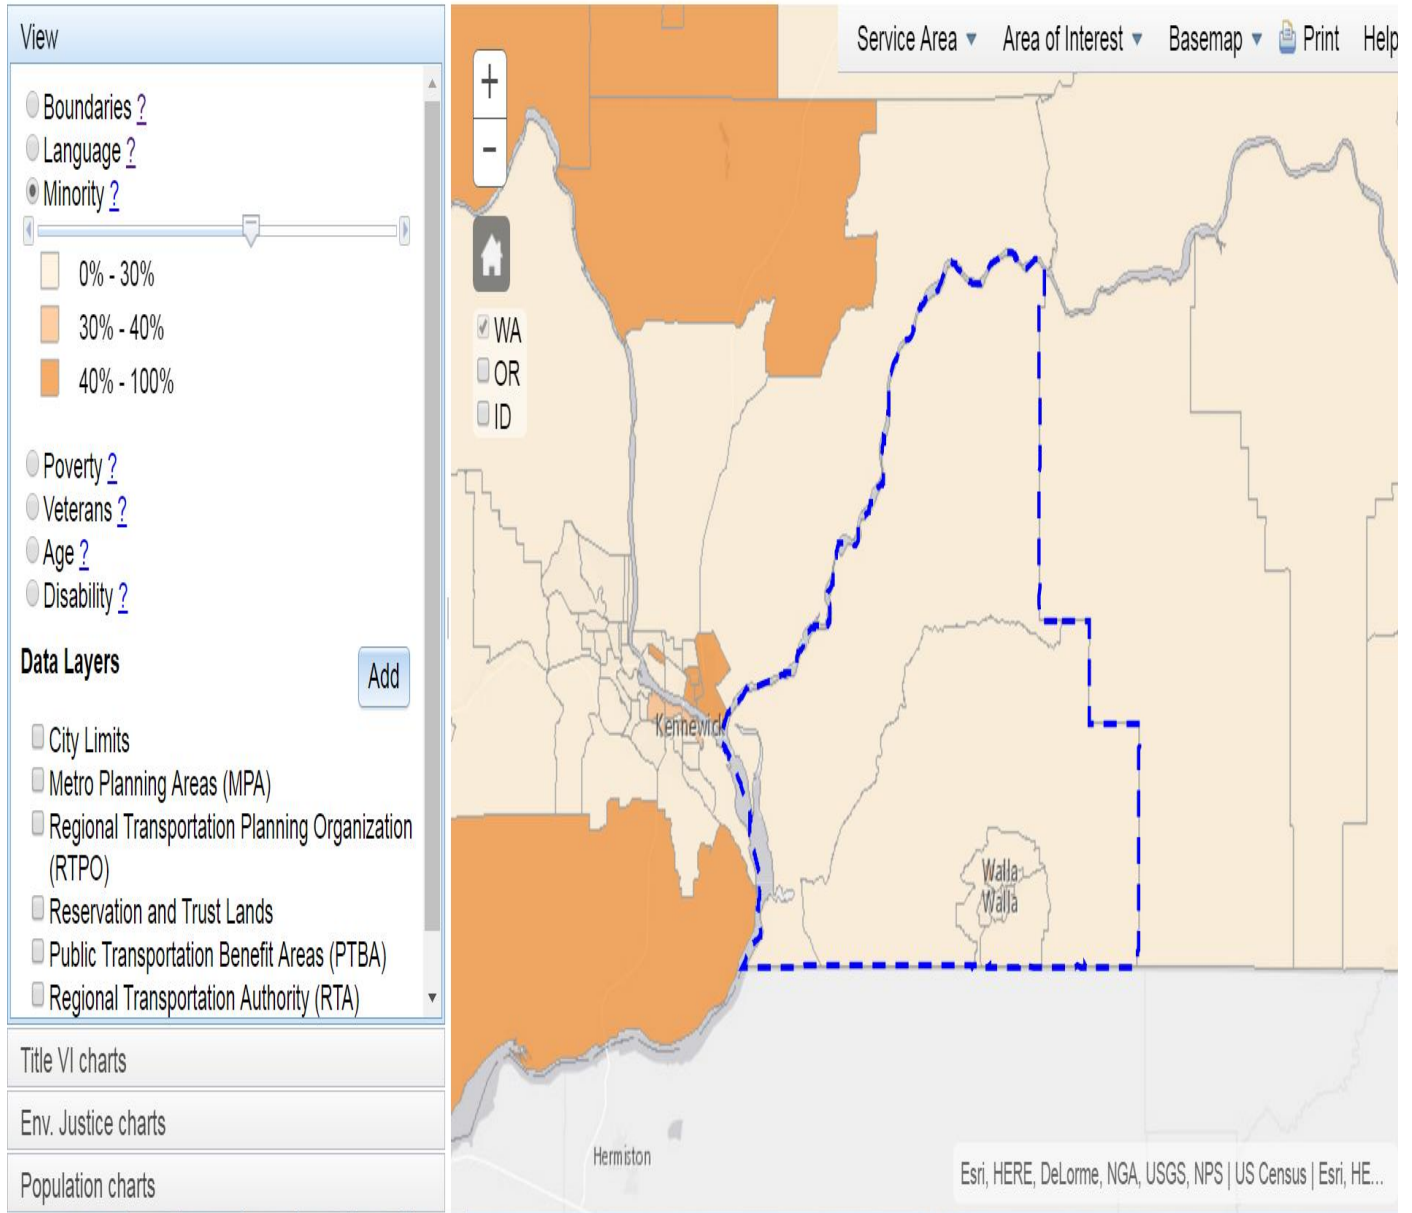 View
Boundaries ?
Language ?
Minority ?
0% - 30%
30% - 40%
40% - 100%
Poverty ?
Veterans ?
Age ?
Disability ?
Data Layers
Add
City Limits
Metro Planning Areas (MPA)
Regional Transportation Planning Organization
(RTPO)
Reservation and Trust Lands
Public Transportation Benefit Areas (PTBA)
Regional Transportation Authority (RTA)
Title VI charts
Env. Justice charts
Population charts
Service Area
Area of Interest
Basemap
Print
Help
+
−
WA
OR
ID
Kennewick
Walla
Walla
Hermiston
Esri, HERE, DeLorme, NGA, USGS, NPS | US Census | Esri, HE...